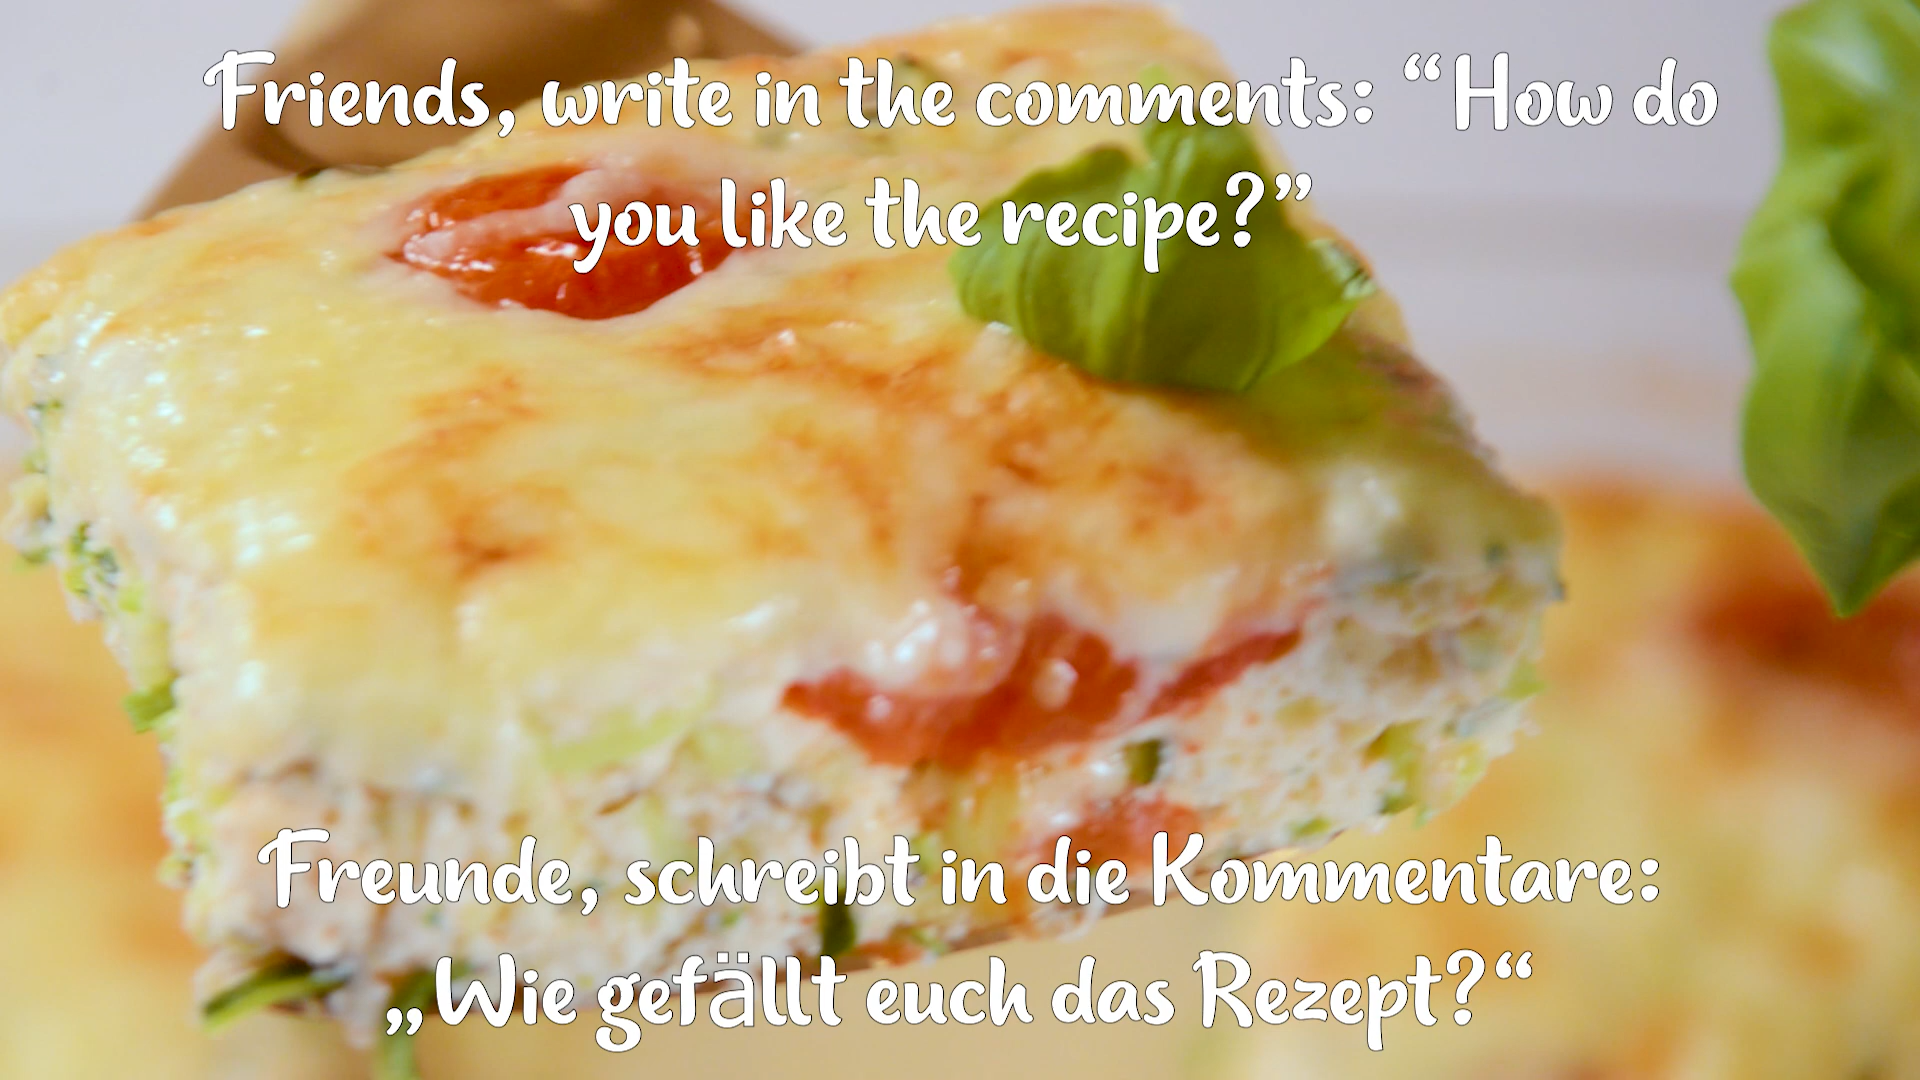 Friends, write in the comments: “How do
you like the recipe?”
Freunde, schreibt in die Kommentare:
„Wie gefällt euch das Rezept?“